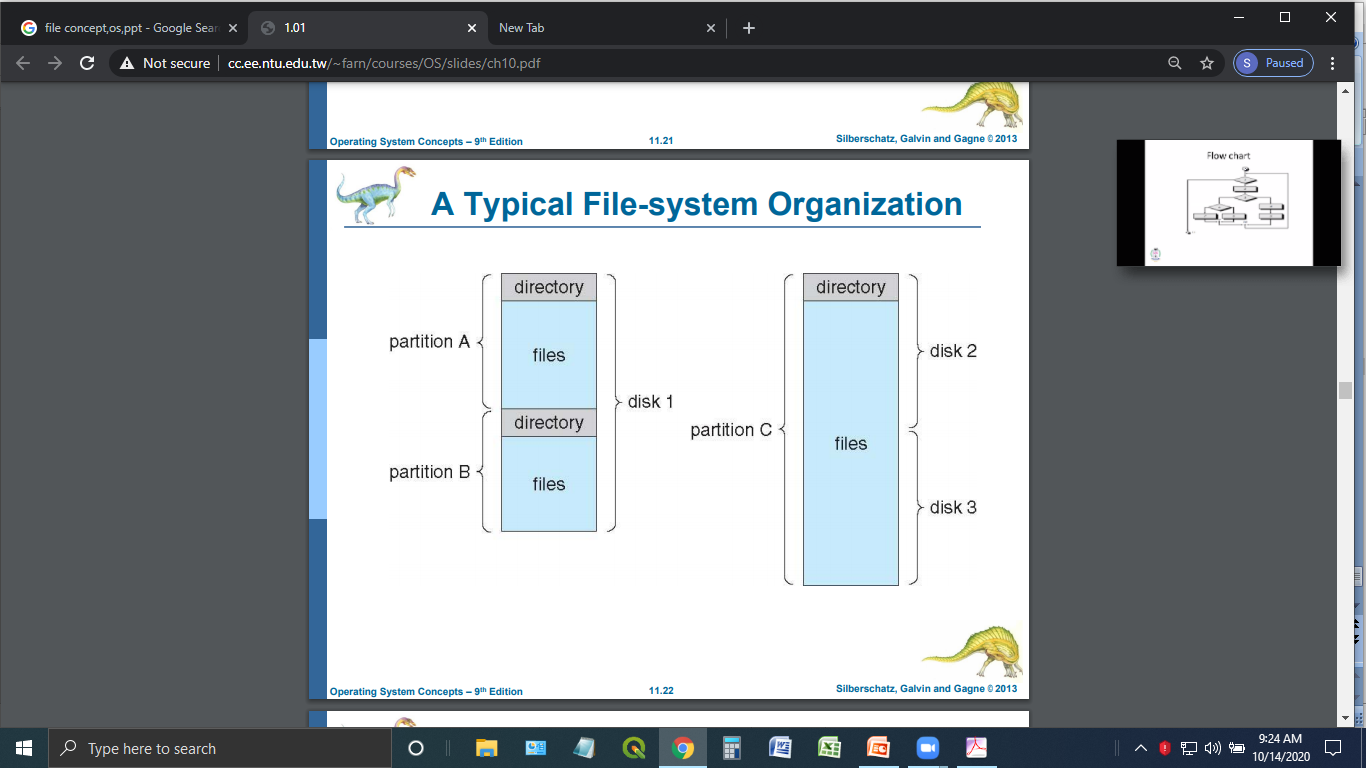 file concept,os,ppt - Google Sear
1.01
New Tab
Not secure
cc.ee.ntu.edu.tw/~farn/courses/OS/slides/ch10.pdf
S Paused
Operating System Concepts – 9th Edition
11.21
Silberschatz, Galvin and Gagne © 2013
Flow chart
A Typical File-system Organization
directory
partition A
files
directory
partition B
files
disk 1
directory
partition C
files
disk 2
disk 3
Operating System Concepts – 9th Edition
11.22
Silberschatz, Galvin and Gagne © 2013
Type here to search
9:24 AM
10/14/2020